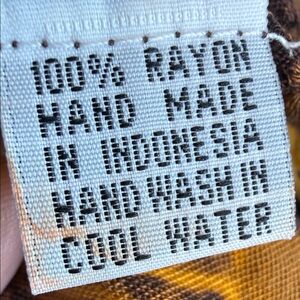 100% RAYON
HAND MADE
IN INDONESIA
HAND WASH IN
COOL WATER